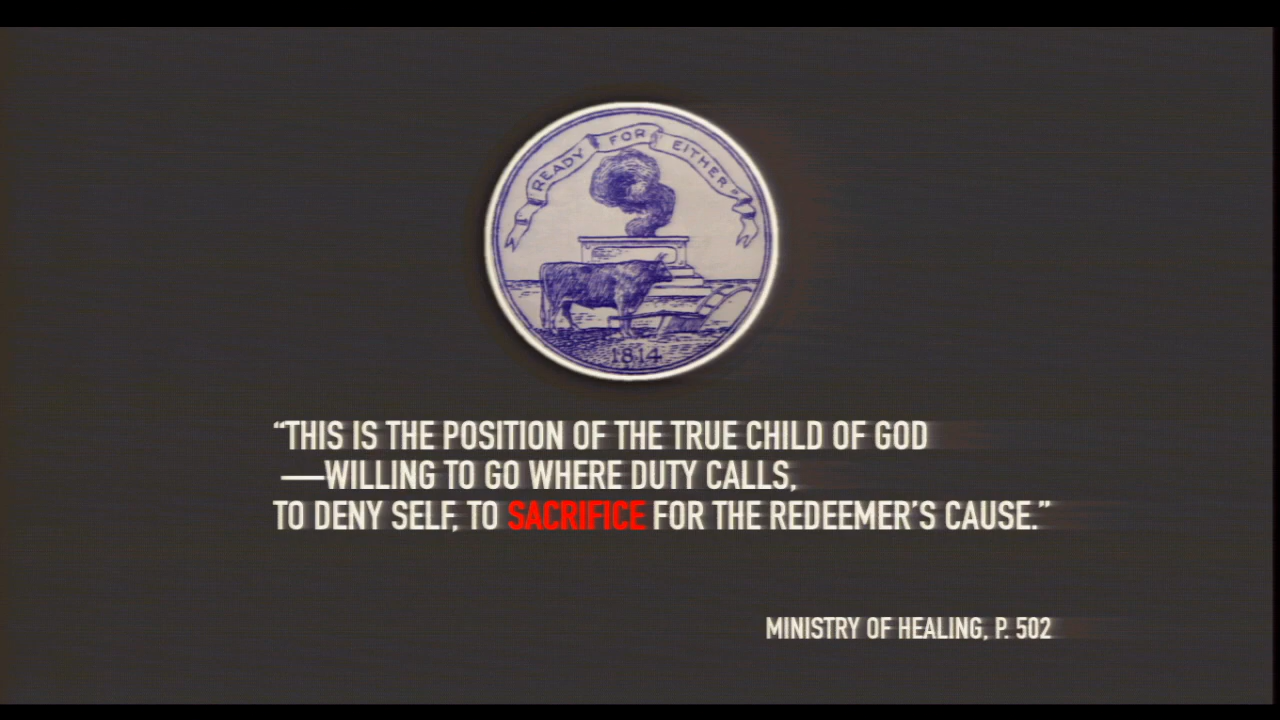 READY FOR EITHER
1814
“THIS IS THE POSITION OF THE TRUE CHILD OF GOD
—WILLING TO GO WHERE DUTY CALLS,
TO DENY SELF, TO SACRIFICE FOR THE REDEEMER’S CAUSE.”
MINISTRY OF HEALING, P. 502